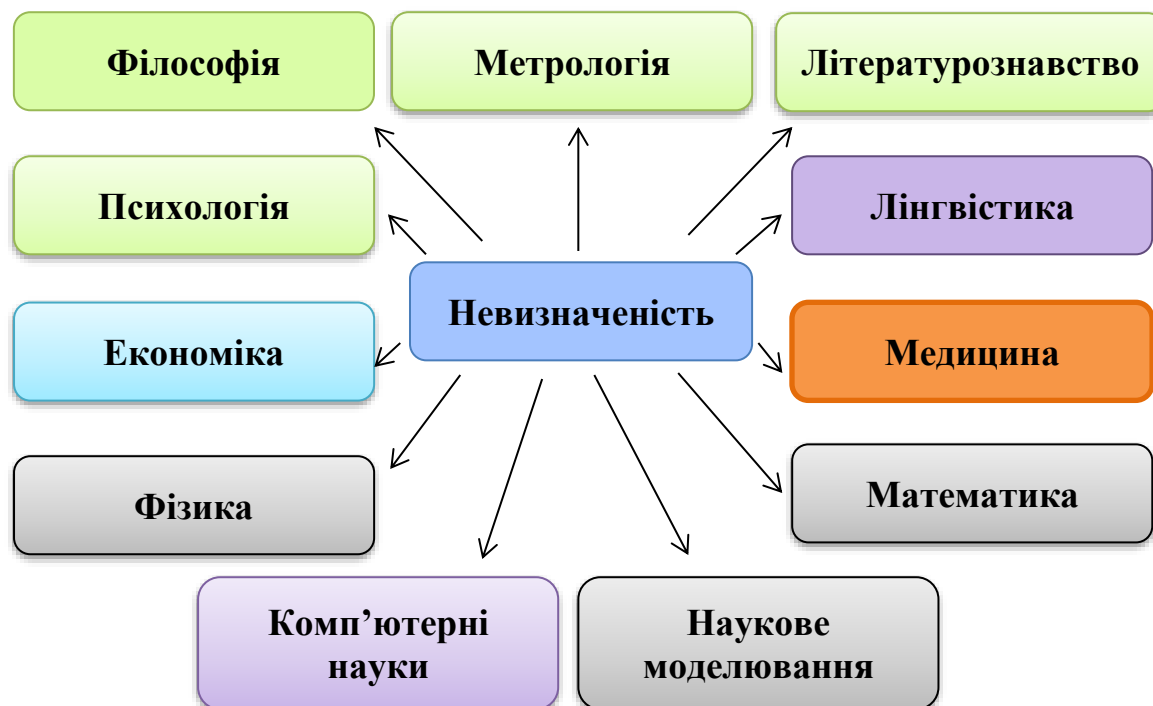 Філософія
Метрологія
Літературознавство
Психологія
Лінгвістика
Невизначеність
Економіка
Медицина
Фізика
Математика
Комп’ютерні
науки
Наукове
моделювання